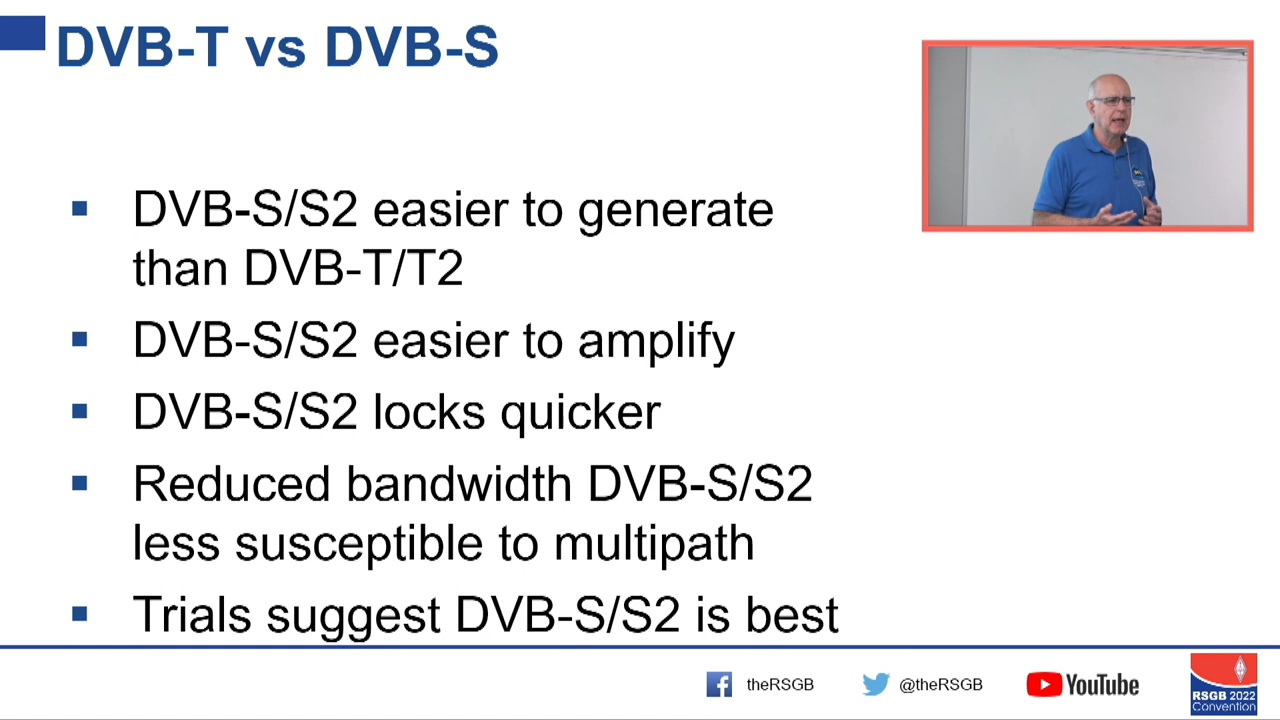 DVB-T vs DVB-S
DVB-S/S2 easier to generate
than DVB-T/T2
DVB-S/S2 easier to amplify
DVB-S/S2 locks quicker
Reduced bandwidth DVB-S/S2
less susceptible to multipath
Trials suggest DVB-S/S2 is best
theRSGB
@theRSGB
YouTube
RSGB 2022
Convention